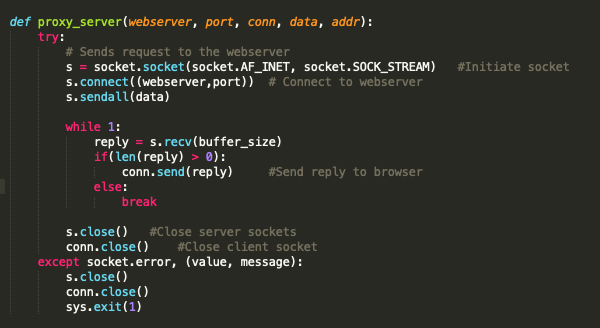 def proxy_server(webserver, port, conn, data, addr):
    try:
        # Sends request to the webserver
        s = socket.socket(socket.AF_INET, socket.SOCK_STREAM)   #Initiate socket
        s.connect((webserver,port))  # Connect to webserver
        s.sendall(data)

        while 1:
            reply = s.recv(buffer_size)
            if(len(reply) > 0):
                conn.send(reply)     #Send reply to browser
            else:
                break

        s.close()   #Close server sockets
        conn.close()    #Close client socket
    except socket.error, (value, message):
        s.close()
        conn.close()
        sys.exit(1)